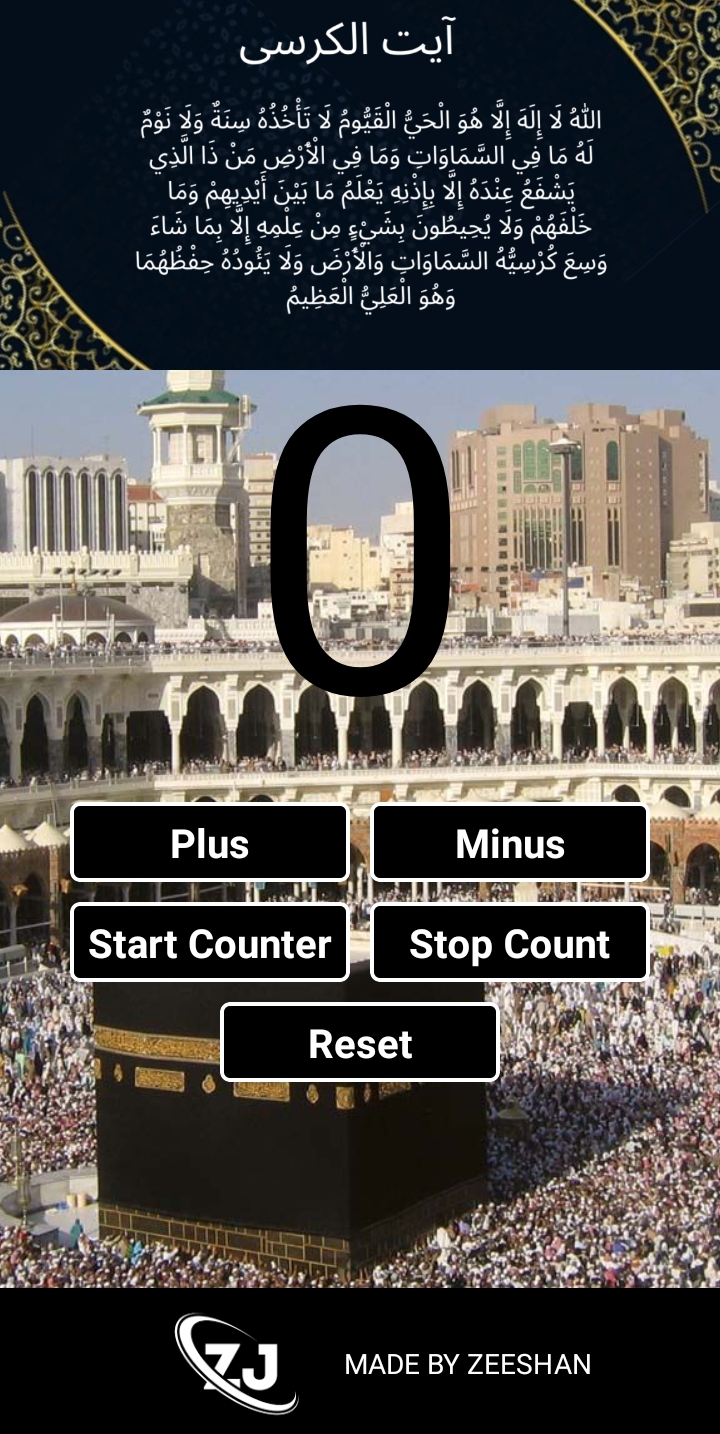 آیت الکرسی
اللَّهُ لَا إِلَهَ إِلَّا هُوَ الْحَيُّ الْقَيُّومُ لَا تَأْخُذُهُ سِنَةٌ وَلَا نَوْمٌ
لَهُ مَا فِي السَّمَاوَاتِ وَمَا فِي الْأَرْضِ مَنْ ذَا الَّذِي
يَشْفَعُ عِنْدَهُ إِلَّا بِإِذْنِهِ يَعْلَمُ مَا بَيْنَ أَيْدِيهِمْ وَمَا
خَلْفَهُمْ وَلَا يُحِيطُونَ بِشَيْءٍ مِنْ عِلْمِهِ إِلَّا بِمَا شَاءَ
وَسِعَ كُرْسِيُّهُ السَّمَاوَاتِ وَالْأَرْضَ وَلَا يَئُودُهُ حِفْظُهُمَا
وَهُوَ الْعَلِيُّ الْعَظِيمُ
0
Plus Minus
Start Counter Stop Count
Reset
ZJ MADE BY ZEESHAN